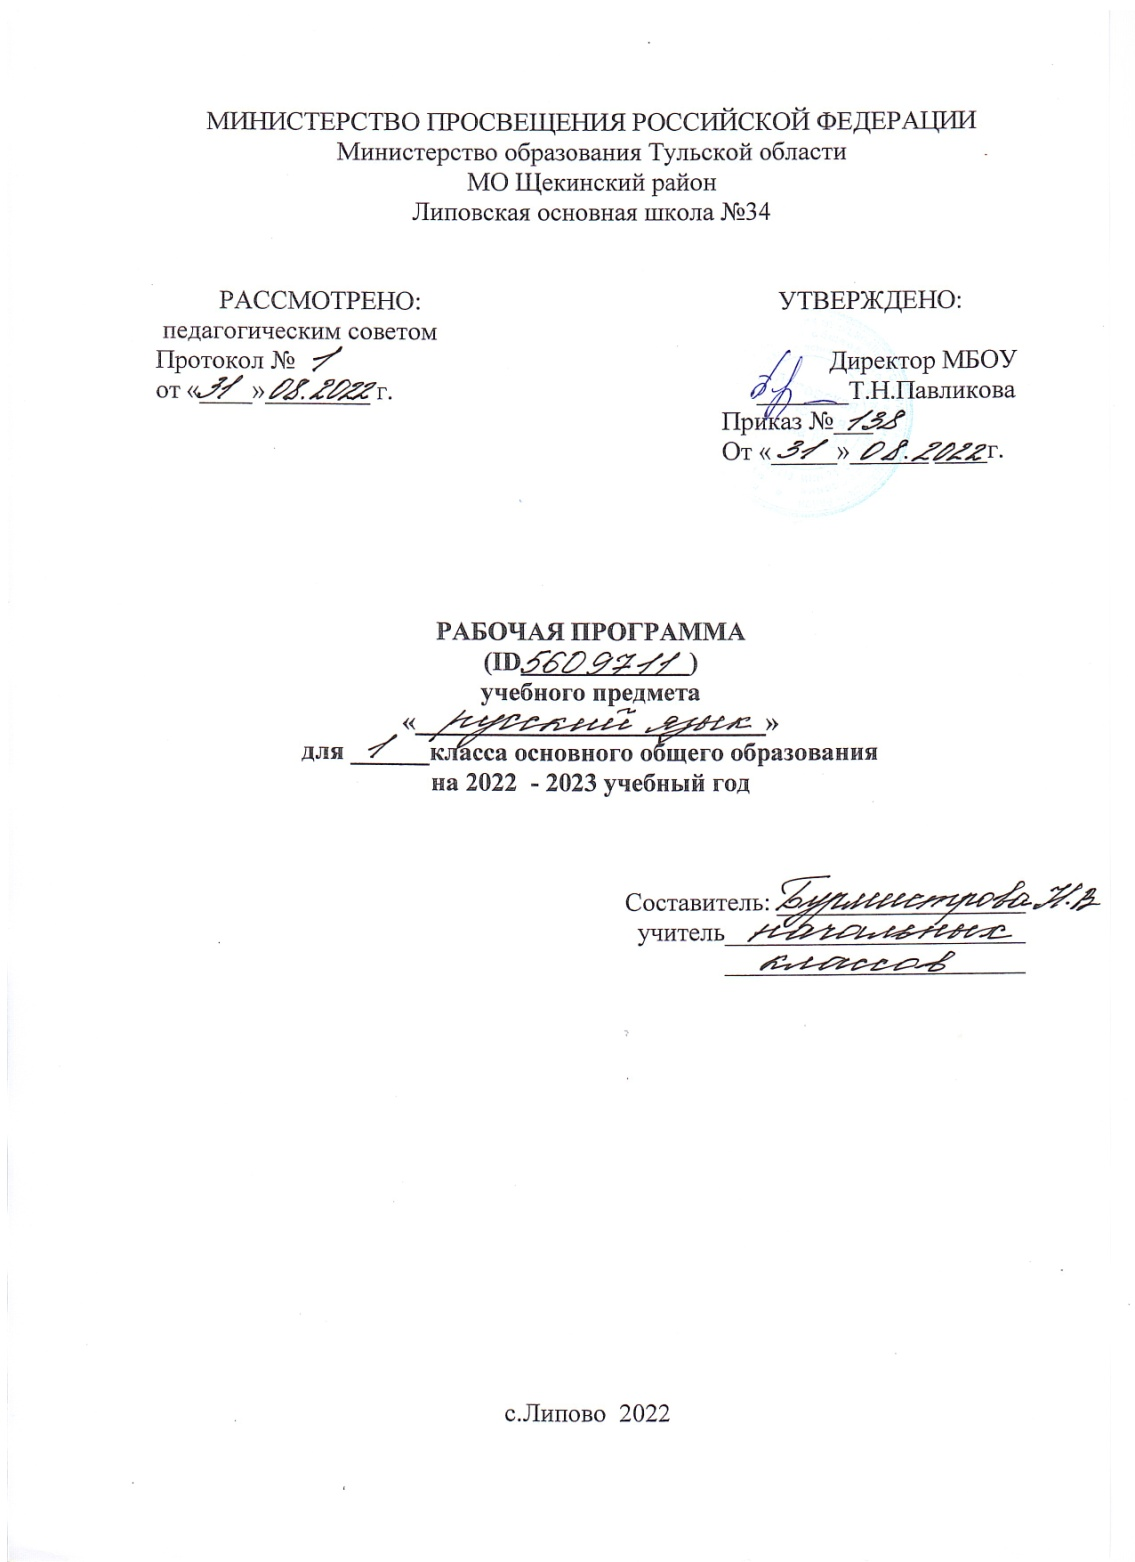 МИНИСТЕРСТВО ПРОСВЕЩЕНИЯ РОССИЙСКОЙ ФЕДЕРАЦИИ
Министерство образования Тульской области
МО Щекинский район
Липовская основная школа №34
РАССМОТРЕНО:
педагогическим советом
Протокол № 1
от «31» 08.2022 г.
УТВЕРЖДЕНО:
Директор МБОУ
Т.Н.Павликова
Приказ № 138
От «31» 08.2022г.
РАБОЧАЯ ПРОГРАММА
(ID 5609711)
учебного предмета
«русский язык»
для 1 класса основного общего образования
на 2022 - 2023 учебный год
Составитель: Бурмистрова Н.В
учитель начальных
классов
с.Липово 2022